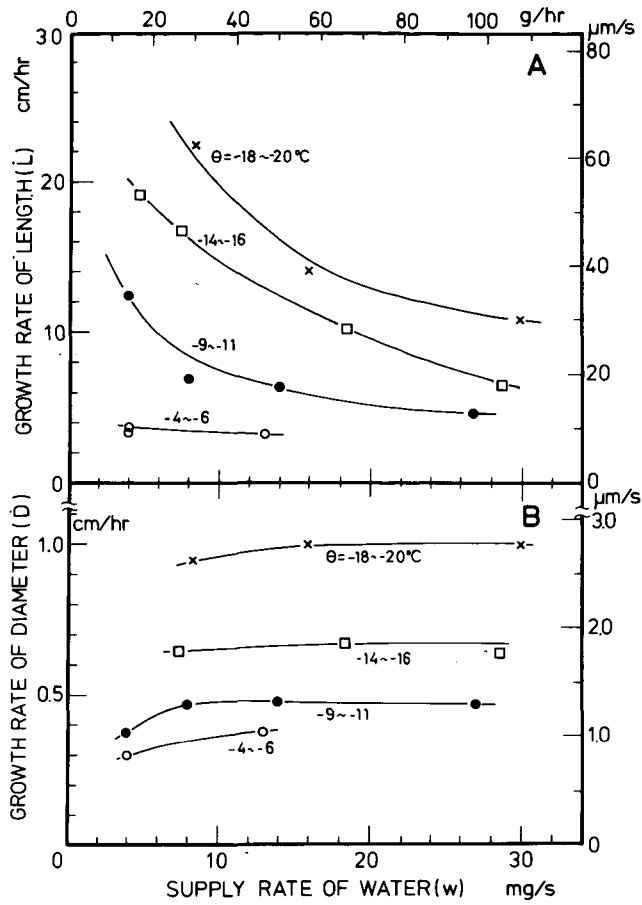 0 20 40 60 80 100 g/hr
30 cm/hr
µm/s
80
A
θ=-18~-20°C
60
20
-14~-16
40
10
-9~-11
20
-4~-6
0
0
GROWTH RATE OF LENGTH(L̇)
cm/hr
B
µm/s
3.0
1.0
θ=-18~-20°C
2.0
-14~-16
0.5
-9~-11
1.0
-4~-6
0
GROWTH RATE OF DIAMETER(Ḋ)
0 10 20 30
SUPPLY RATE OF WATER(w) mg/s